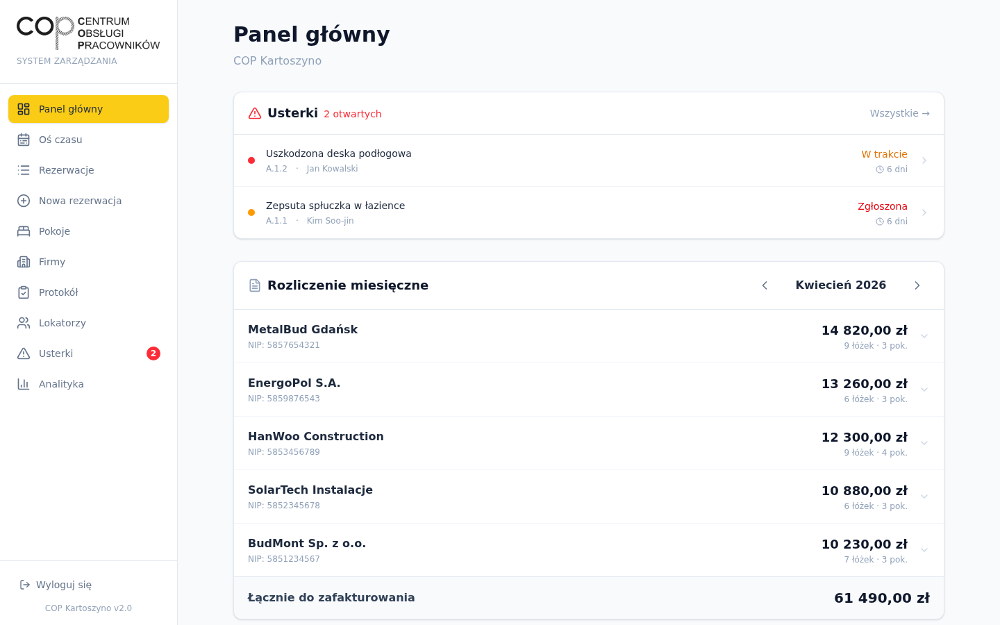 COP CENTRUM
OBSŁUGI
PRACOWNIKÓW
SYSTEM ZARZĄDZANIA
Panel główny
Oś czasu
Rezerwacje
Nowa rezerwacja
Pokoje
Firmy
Protokół
Lokatorzy
Usterki 2
Analityka
Wyloguj się
COP Kartoszyno v2.0
Panel główny
COP Kartoszyno
Usterki 2 otwartych Wszystkie →
Uszkodzona deska podłogowa W trakcie
A.1.2 · Jan Kowalski 6 dni
Zepsuta spłuczka w łazience Zgłoszona
A.1.1 · Kim Soo-jin 6 dni
Rozliczenie miesięczne Kwiecień 2026
MetalBud Gdańsk 14 820,00 zł
NIP: 5857654321 9 łóżek · 3 pok.
EnergoPol S.A. 13 260,00 zł
NIP: 5859876543 6 łóżek · 3 pok.
HanWoo Construction 12 300,00 zł
NIP: 5853456789 9 łóżek · 4 pok.
SolarTech Instalacje 10 880,00 zł
NIP: 5852345678 6 łóżek · 3 pok.
BudMont Sp. z o.o. 10 230,00 zł
NIP: 5851234567 7 łóżek · 3 pok.
Łącznie do zafakturowania 61 490,00 zł